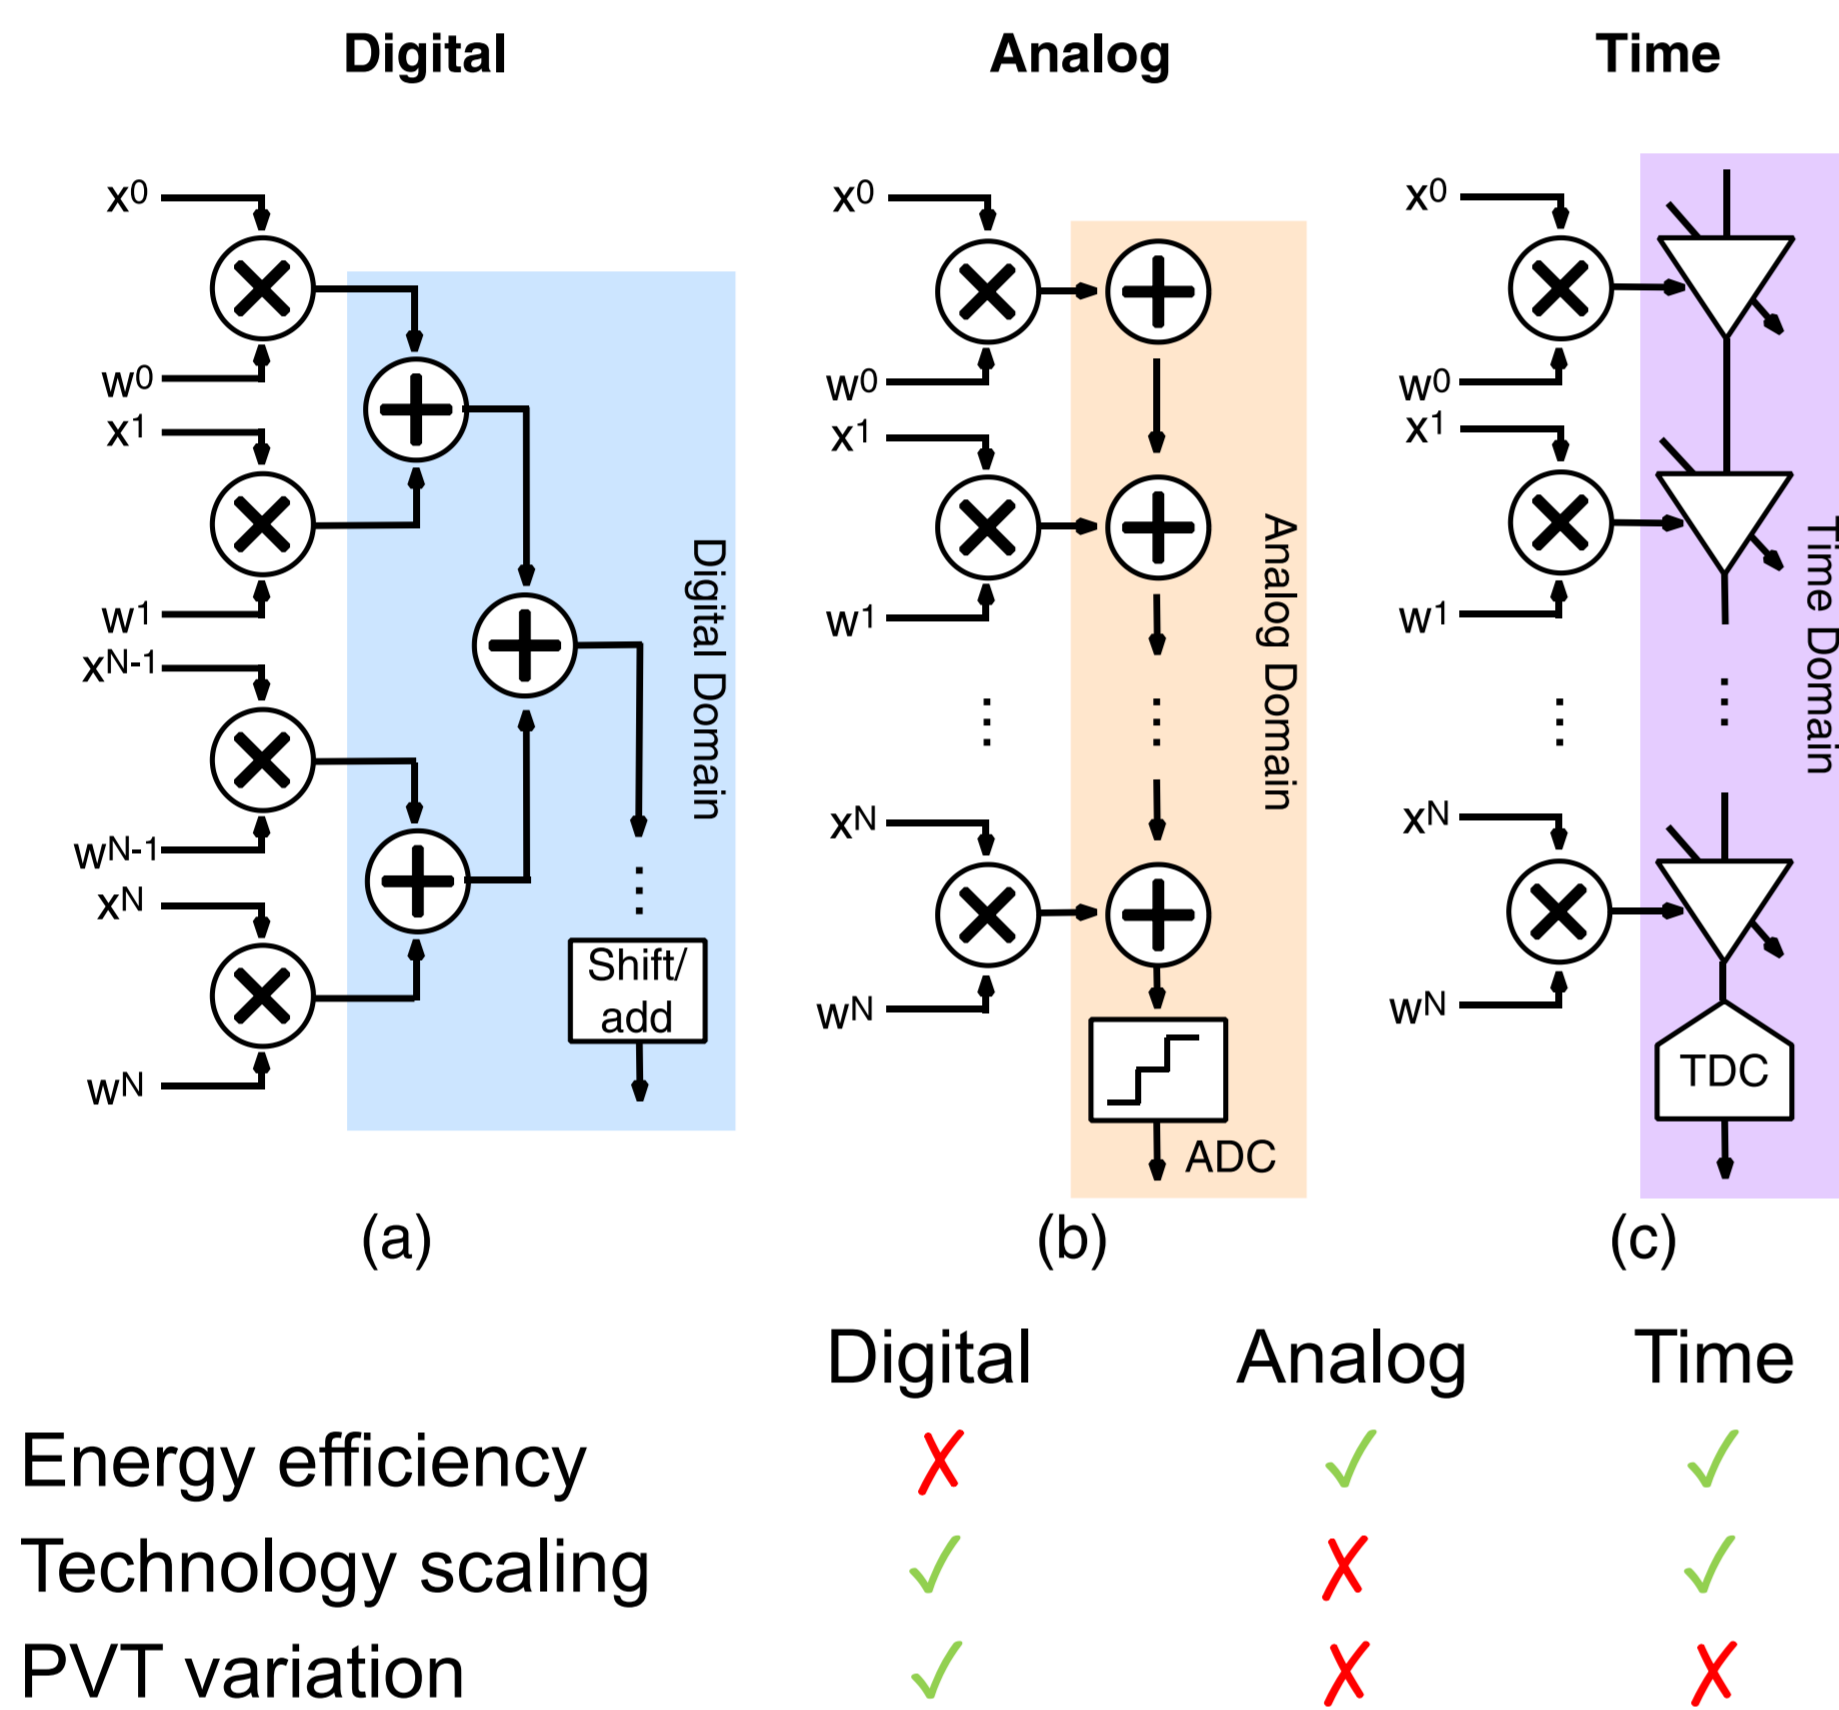 Digital
x0
w0
x1
w1
xN-1
wN-1
xN
wN
Digital Domain
Shift/
add
(a)
Analog
x0
w0
x1
w1
xN
wN
Analog Domain
ADC
(b)
Time
x0
w0
x1
w1
xN
wN
Time Domain
TDC
(c)
Digital Analog Time
Energy efficiency ✗ ✓ ✓
Technology scaling ✓ ✗ ✓
PVT variation ✓ ✗ ✗